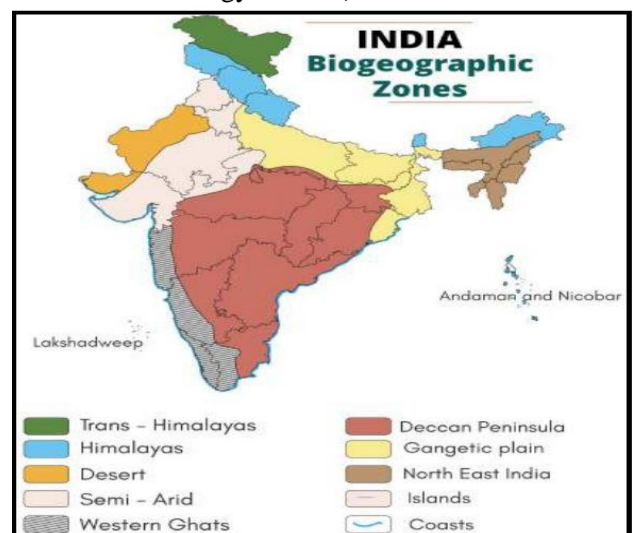 INDIA
Biogeographic
Zones
Andaman and Nicobar
Lakshadweep
Trans - Himalayas
Himalayas
Desert
Semi - Arid
Western Ghats
Deccan Peninsula
Gangetic plain
North East India
Islands
Coasts